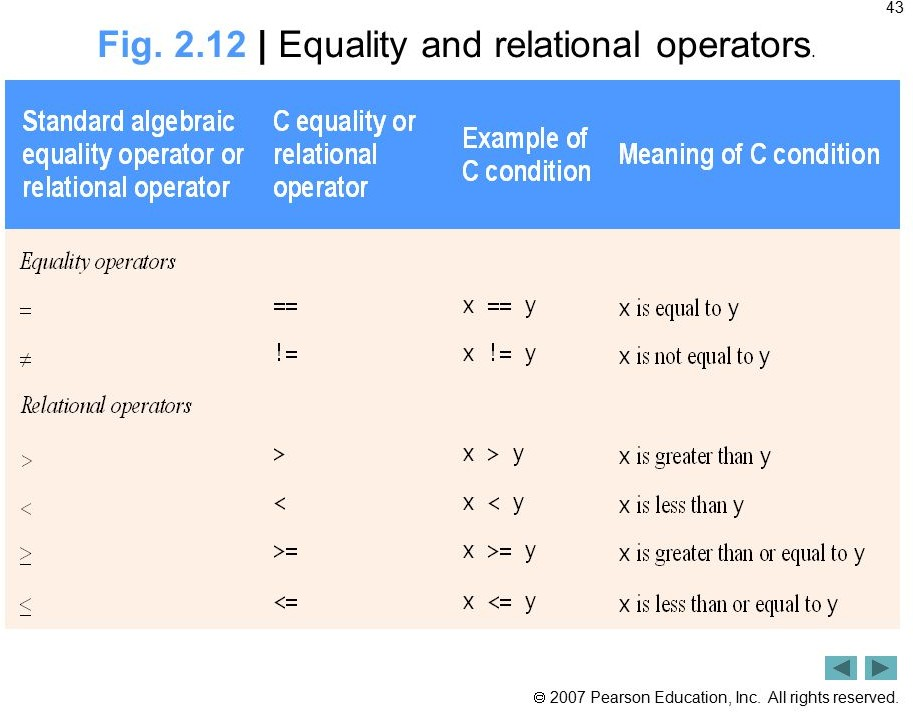 43
Fig. 2.12 | Equality and relational operators.
Standard algebraic equality operator or relational operator
C equality or relational operator
Example of C condition
Meaning of C condition
Equality operators
= == x == y x is equal to y
≠ != x != y x is not equal to y
Relational operators
> > x > y x is greater than y
< < x < y x is less than y
≥ >= x >= y x is greater than or equal to y
≤ <= x <= y x is less than or equal to y
© 2007 Pearson Education, Inc. All rights reserved.